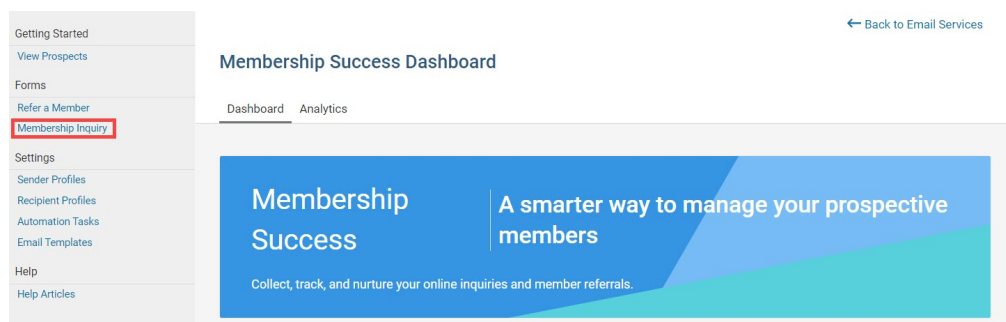 ← Back to Email Services
Getting Started
View Prospects
Forms
Refer a Member
Membership Inquiry
Settings
Sender Profiles
Recipient Profiles
Automation Tasks
Email Templates
Help
Help Articles
Membership Success Dashboard
Dashboard Analytics
Membership
Success
A smarter way to manage your prospective
members
Collect, track, and nurture your online inquiries and member referrals.